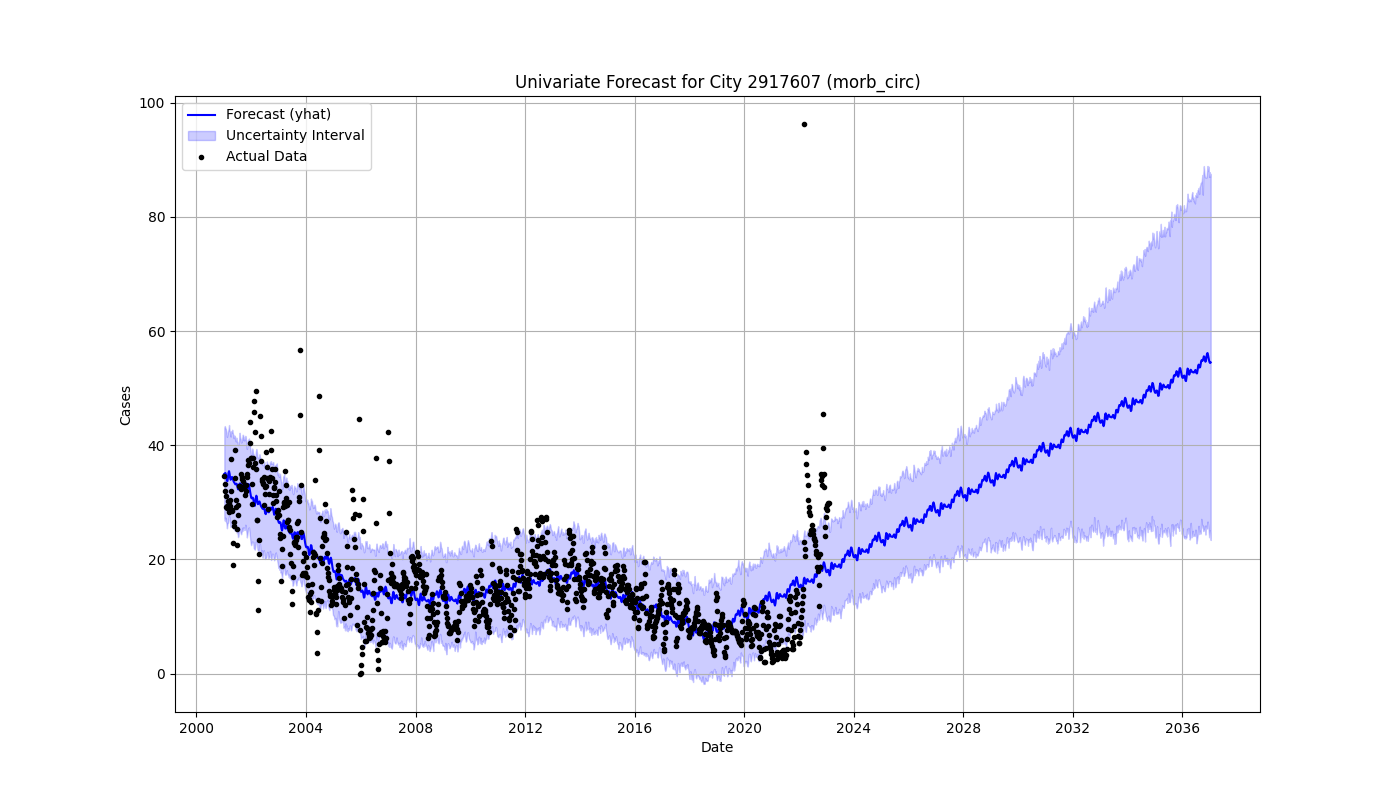 Univariate Forecast for City 2917607 (morb_circ)
Forecast (yhat)
Uncertainty Interval
Actual Data
100
80
60
40
20
0
Cases
2000 2004 2008 2012 2016 2020 2024 2028 2032 2036
Date